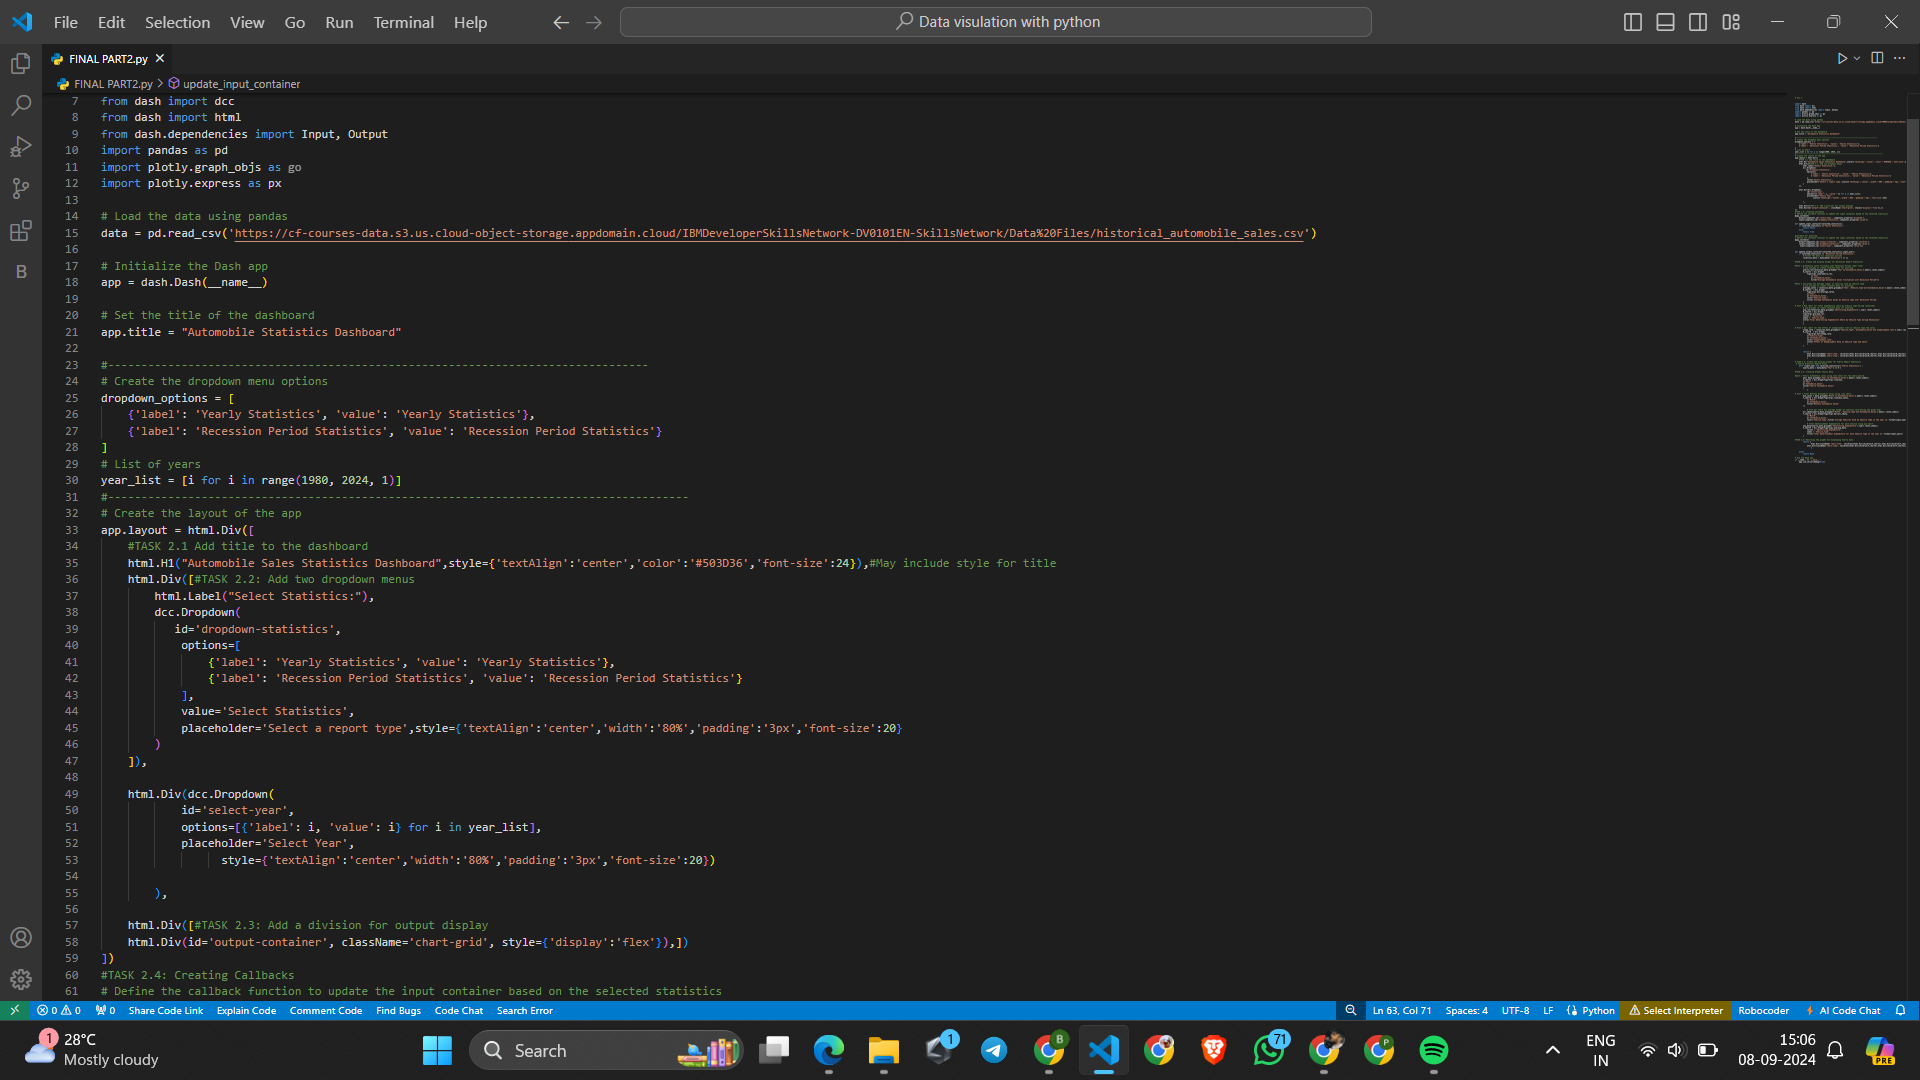 File Edit Selection View Go Run Terminal Help
Data visulation with python
FINAL PART2.py
FINAL PART2.py > update_input_container
7 from dash import dcc
8 from dash import html
9 from dash.dependencies import Input, Output
10 import pandas as pd
11 import plotly.graph_objs as go
12 import plotly.express as px
13
14 # Load the data using pandas
15 data = pd.read_csv('https://cf-courses-data.s3.us.cloud-object-storage.appdomain.cloud/IBMDeveloperSkillsNetwork-DV0101EN-SkillsNetwork/Data%20Files/historical_automobile_sales.csv')
16
17 # Initialize the Dash app
18 app = dash.Dash(__name__)
19
20 # Set the title of the dashboard
21 app.title = "Automobile Statistics Dashboard"
22
23 #---------------------------------------------------------------------------------
24 # Create the dropdown menu options
25 dropdown_options = [
26 {'label': 'Yearly Statistics', 'value': 'Yearly Statistics'},
27 {'label': 'Recession Period Statistics', 'value': 'Recession Period Statistics'}
28 ]
29 # List of years
30 year_list = [i for i in range(1980, 2024, 1)]
31 #---------------------------------------------------------------------------------------
32 # Create the layout of the app
33 app.layout = html.Div([
34 #TASK 2.1 Add title to the dashboard
35 html.H1("Automobile Sales Statistics Dashboard",style={'textAlign':'center','color':'#503D36','font-size':24}),#May include style for title
36 html.Div([#TASK 2.2: Add two dropdown menus
37 html.Label("Select Statistics:"),
38 dcc.Dropdown(
39 id='dropdown-statistics',
40 options=[
41 {'label': 'Yearly Statistics', 'value': 'Yearly Statistics'},
42 {'label': 'Recession Period Statistics', 'value': 'Recession Period Statistics'}
43 ],
44 value='Select Statistics',
45 placeholder='Select a report type',style={'textAlign':'center','width':'80%','padding':'3px','font-size':20}
46 )
47 ]),
48
49 html.Div(dcc.Dropdown(
50 id='select-year',
51 options=[{'label': i, 'value': i} for i in year_list],
52 placeholder='Select Year',
53 style={'textAlign':'center','width':'80%','padding':'3px','font-size':20})
54
55 ),
56
57 html.Div([#TASK 2.3: Add a division for output display
58 html.Div(id='output-container', className='chart-grid', style={'display':'flex'}),])
59 ])
60 #TASK 2.4: Creating Callbacks
61 # Define the callback function to update the input container based on the selected statistics
0 0 0 Share Code Link Explain Code Comment Code Find Bugs Code Chat Search Error Ln 63, Col 71 Spaces: 4 UTF-8 LF Python Select Interpreter Robocoder AI Code Chat
1 28°C
Mostly cloudy
Search
1
B
71
P
ENG
IN
15:06
08-09-2024
PRE